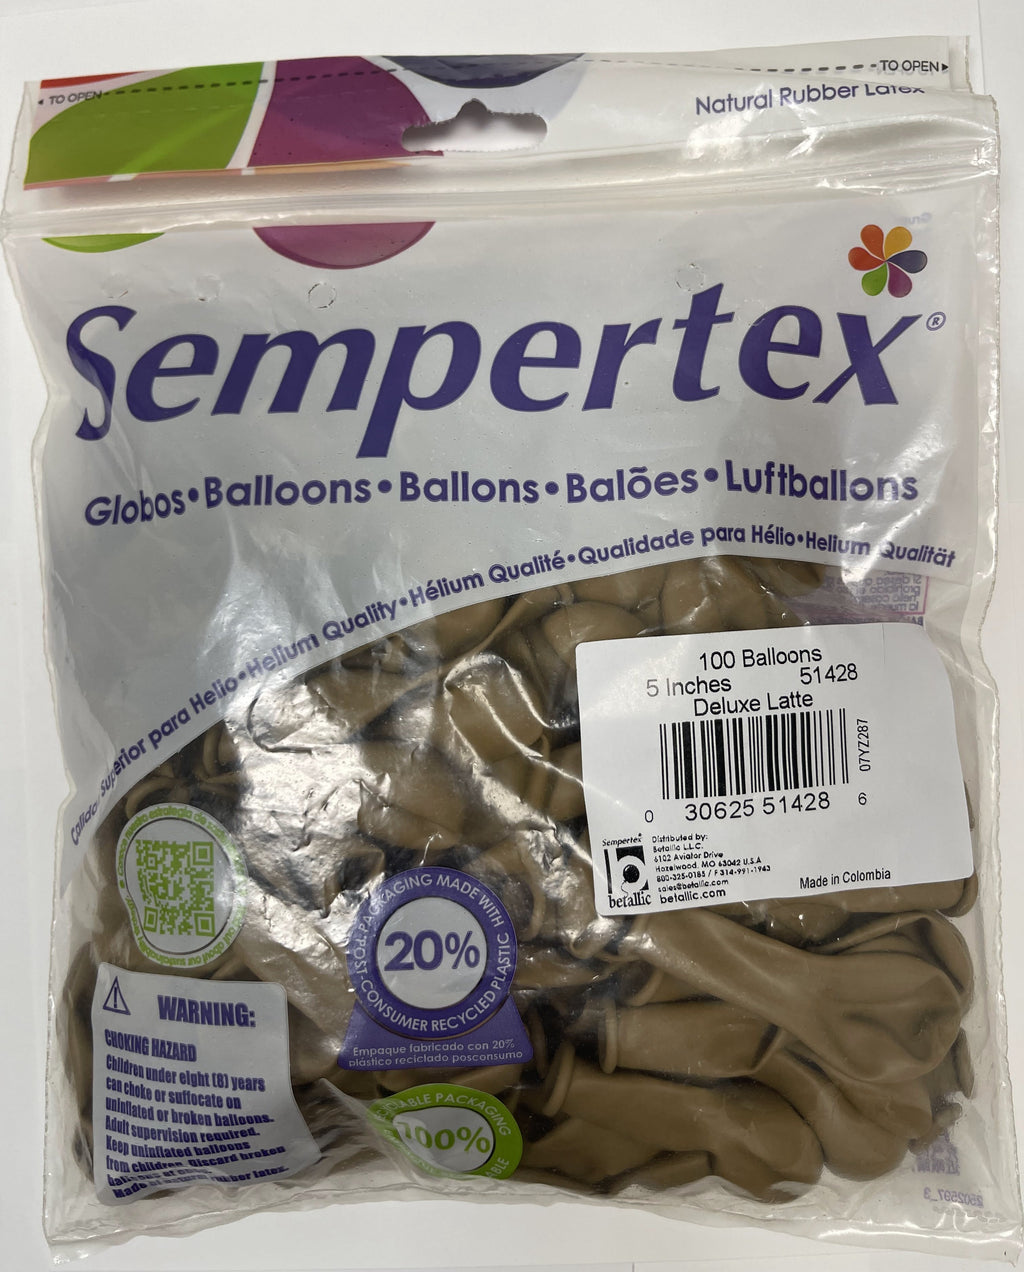 TO OPEN
TO OPEN
Natural Rubber Latex
Sempertex®
Globos • Balloons • Ballons • Balões • Luftballons
Calidad Superior para Helio • Helium Quality • Hélium Qualité • Qualidade para Hélio • Helium Qualität
100 Balloons
5 Inches 51428
Deluxe Latte
07YZ287
0 30625 51428 6
Sempertex
betallic
Distributed by:
Betallic L.L.C.
6102 Aviator Drive
Hazelwood, MO 63042 U.S.A
800-325-0185 / F 314-991-1943
sales@betallic.com
betallic.com
Made in Colombia
PACKAGING MADE WITH
20%
POST-CONSUMER RECYCLED PLASTIC
Empaque fabricado con 20%
plástico reciclado posconsumo
WARNING:
CHOKING HAZARD
Children under eight (8) years
can choke or suffocate on
uninflated or broken balloons.
Adult supervision required.
Keep uninflated balloons
from children. Discard broken
balloons at once.
Made of natural rubber latex.
PACKAGING
100%
2502597_3